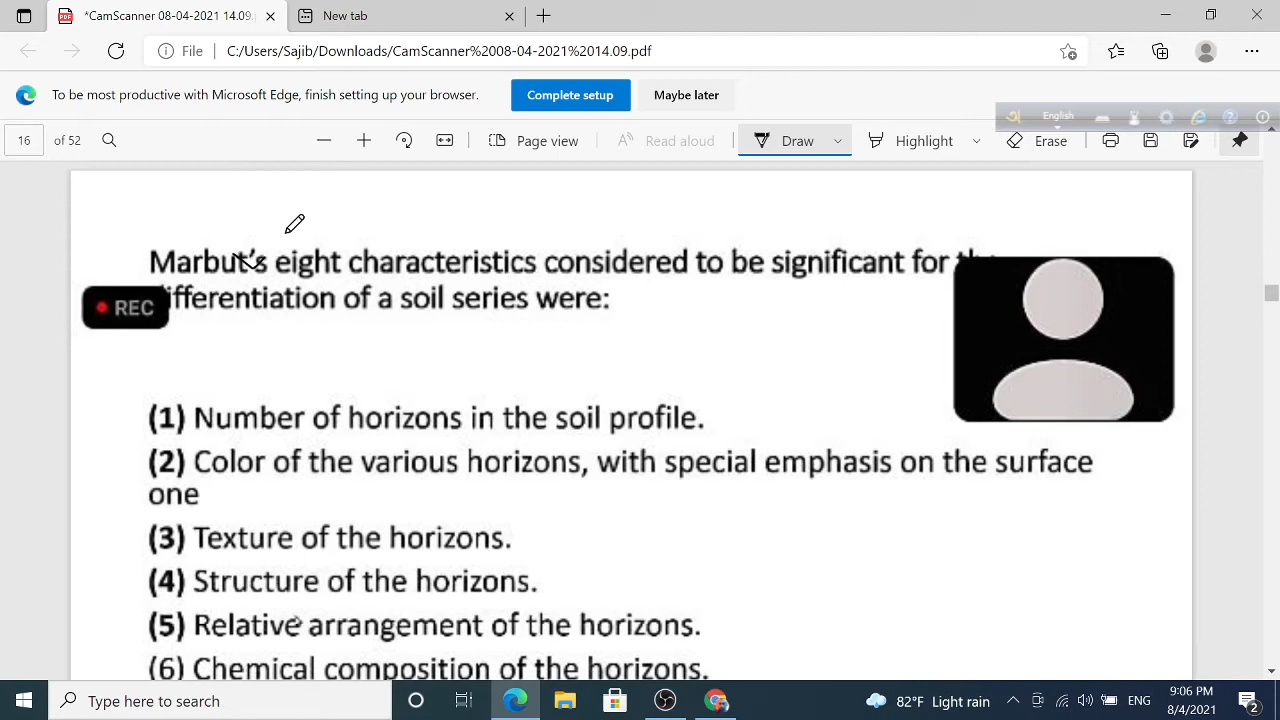 *CamScanner 08-04-2021 14.09.
New tab
File
C:/Users/Sajib/Downloads/CamScanner%2008-04-2021%2014.09.pdf
To be most productive with Microsoft Edge, finish setting up your browser.
Complete setup
Maybe later
English
16 of 52
Page view
Read aloud
Draw
Highlight
Erase
Marbut's eight characteristics considered to be significant for
differentiation of a soil series were:
REC
(1) Number of horizons in the soil profile.
(2) Color of the various horizons, with special emphasis on the surface
one
(3) Texture of the horizons.
(4) Structure of the horizons.
(5) Relative arrangement of the horizons.
(6) Chemical composition of the horizons.
Type here to search
82°F Light rain
ENG
9:06 PM
8/4/2021
2